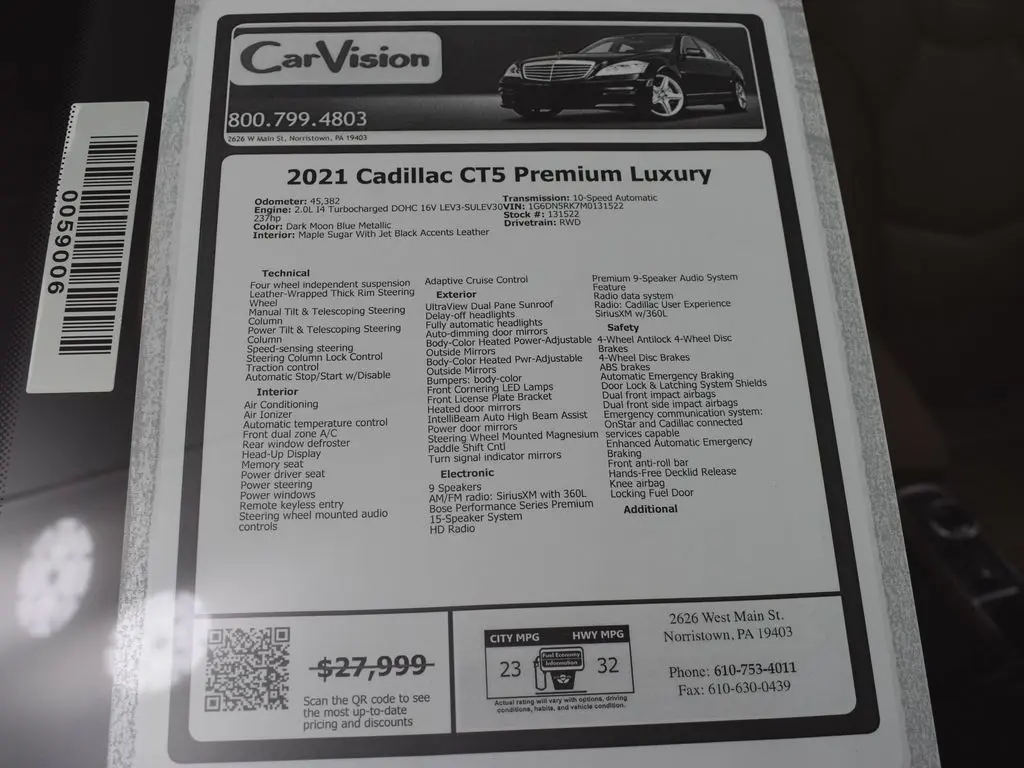 CarVision
800.799.4803
2626 W Main St, Norristown, PA 19403
0059006
2021 Cadillac CT5 Premium Luxury
Odometer: 45,382
Engine: 2.0L I4 Turbocharged DOHC 16V LEV3-SULEV30
237hp
Color: Dark Moon Blue Metallic
Interior: Maple Sugar With Jet Black Accents Leather
Transmission: 10-Speed Automatic
VIN: 1G6DN5RK7M0131522
Stock #: 131522
Drivetrain: RWD
Technical
Four wheel independent suspension
Leather-Wrapped Thick Rim Steering
Wheel
Manual Tilt & Telescoping Steering
Column
Power Tilt & Telescoping Steering
Column
Speed-sensing steering
Steering Column Lock Control
Traction control
Automatic Stop/Start w/Disable
Interior
Air Conditioning
Air Ionizer
Automatic temperature control
Front dual zone A/C
Rear window defroster
Head-Up Display
Memory seat
Power driver seat
Power steering
Power windows
Remote keyless entry
Steering wheel mounted audio
controls
Adaptive Cruise Control
Exterior
UltraView Dual Pane Sunroof
Delay-off headlights
Fully automatic headlights
Auto-dimming door mirrors
Body-Color Heated Power-Adjustable
Outside Mirrors
Body-Color Heated Pwr-Adjustable
Outside Mirrors
Bumpers: body-color
Front Cornering LED Lamps
Front License Plate Bracket
Heated door mirrors
IntelliBeam Auto High Beam Assist
Power door mirrors
Steering Wheel Mounted Magnesium
Paddle Shift Cntl
Turn signal indicator mirrors
Electronic
9 Speakers
AM/FM radio: SiriusXM with 360L
Bose Performance Series Premium
15-Speaker System
HD Radio
Premium 9-Speaker Audio System
Feature
Radio data system
Radio: Cadillac User Experience
SiriusXM w/360L
Safety
4-Wheel Antilock 4-Wheel Disc
Brakes
4-Wheel Disc Brakes
ABS brakes
Automatic Emergency Braking
Door Lock & Latching System Shields
Dual front impact airbags
Dual front side impact airbags
Emergency communication system:
OnStar and Cadillac connected
services capable
Enhanced Automatic Emergency
Braking
Front anti-roll bar
Hands-Free Decklid Release
Knee airbag
Locking Fuel Door
Additional
$27,999
Scan the QR code to see
the most up-to-date
pricing and discounts
CITY MPG HWY MPG
23 32
Fuel Economy
Information
Actual rating will vary with options, driving
conditions, habits, and vehicle condition.
2626 West Main St.
Norristown, PA 19403
Phone: 610-753-4011
Fax: 610-630-0439